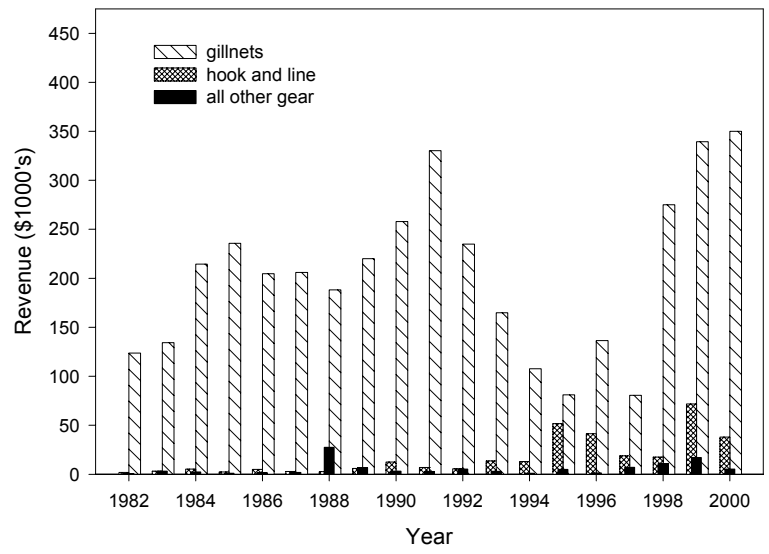 450
400
350
300
250
200
150
100
50
0
Revenue ($1000's)
gillnets
hook and line
all other gear
1982 1984 1986 1988 1990 1992 1994 1996 1998 2000
Year